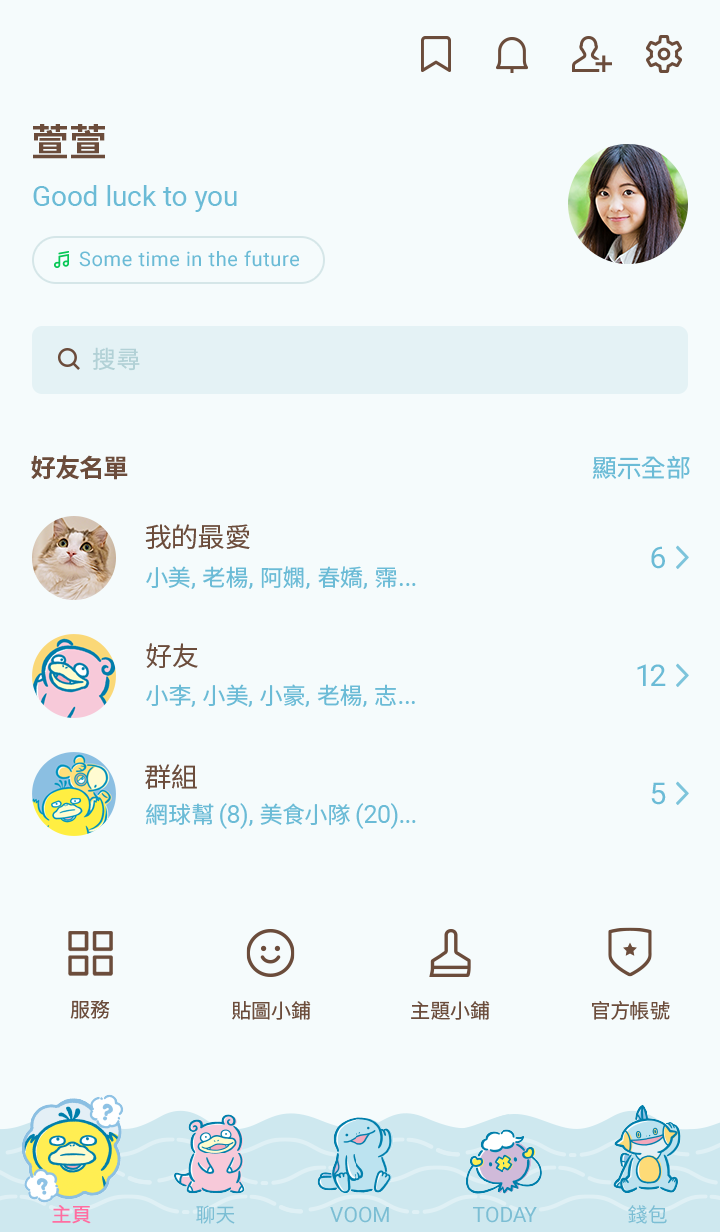 萱萱
Good luck to you
Some time in the future
搜尋
好友名單
顯示全部
我的最愛
小美, 老楊, 阿嫻, 春嬌, 霈...
6
好友
小李, 小美, 小豪, 老楊, 志...
12
群組
網球幫 (8), 美食小隊 (20)...
5
服務
貼圖小鋪
主題小鋪
官方帳號
?
?
主頁
聊天
VOOM
TODAY
錢包